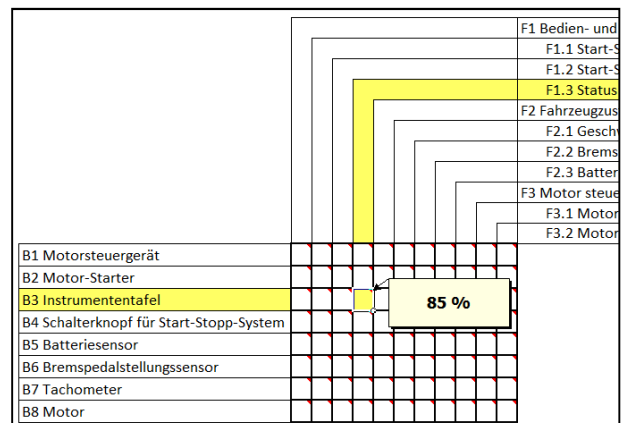 F1 Bedien- und
F1.1 Start-S
F1.2 Start-S
F1.3 Status
F2 Fahrzeugzus
F2.1 Gesch
F2.2 Brems
F2.3 Batter
F3 Motor steue
F3.1 Motor
F3.2 Motor
B1 Motorsteuergerät
B2 Motor-Starter
B3 Instrumententafel
85 %
B4 Schalterknopf für Start-Stopp-System
B5 Batteriesensor
B6 Bremspedalstellungssensor
B7 Tachometer
B8 Motor